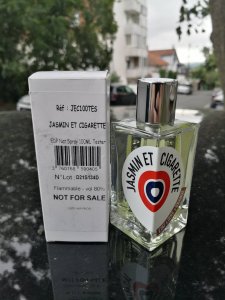 Réf : JEC100TES
JASMIN ET CIGARETTE
EDP Nat Spray 100ML Tester
N°Lot : 0219134D
Flammable - vol 80%
NOT FOR SALE
JASMIN ET CIGARETTE